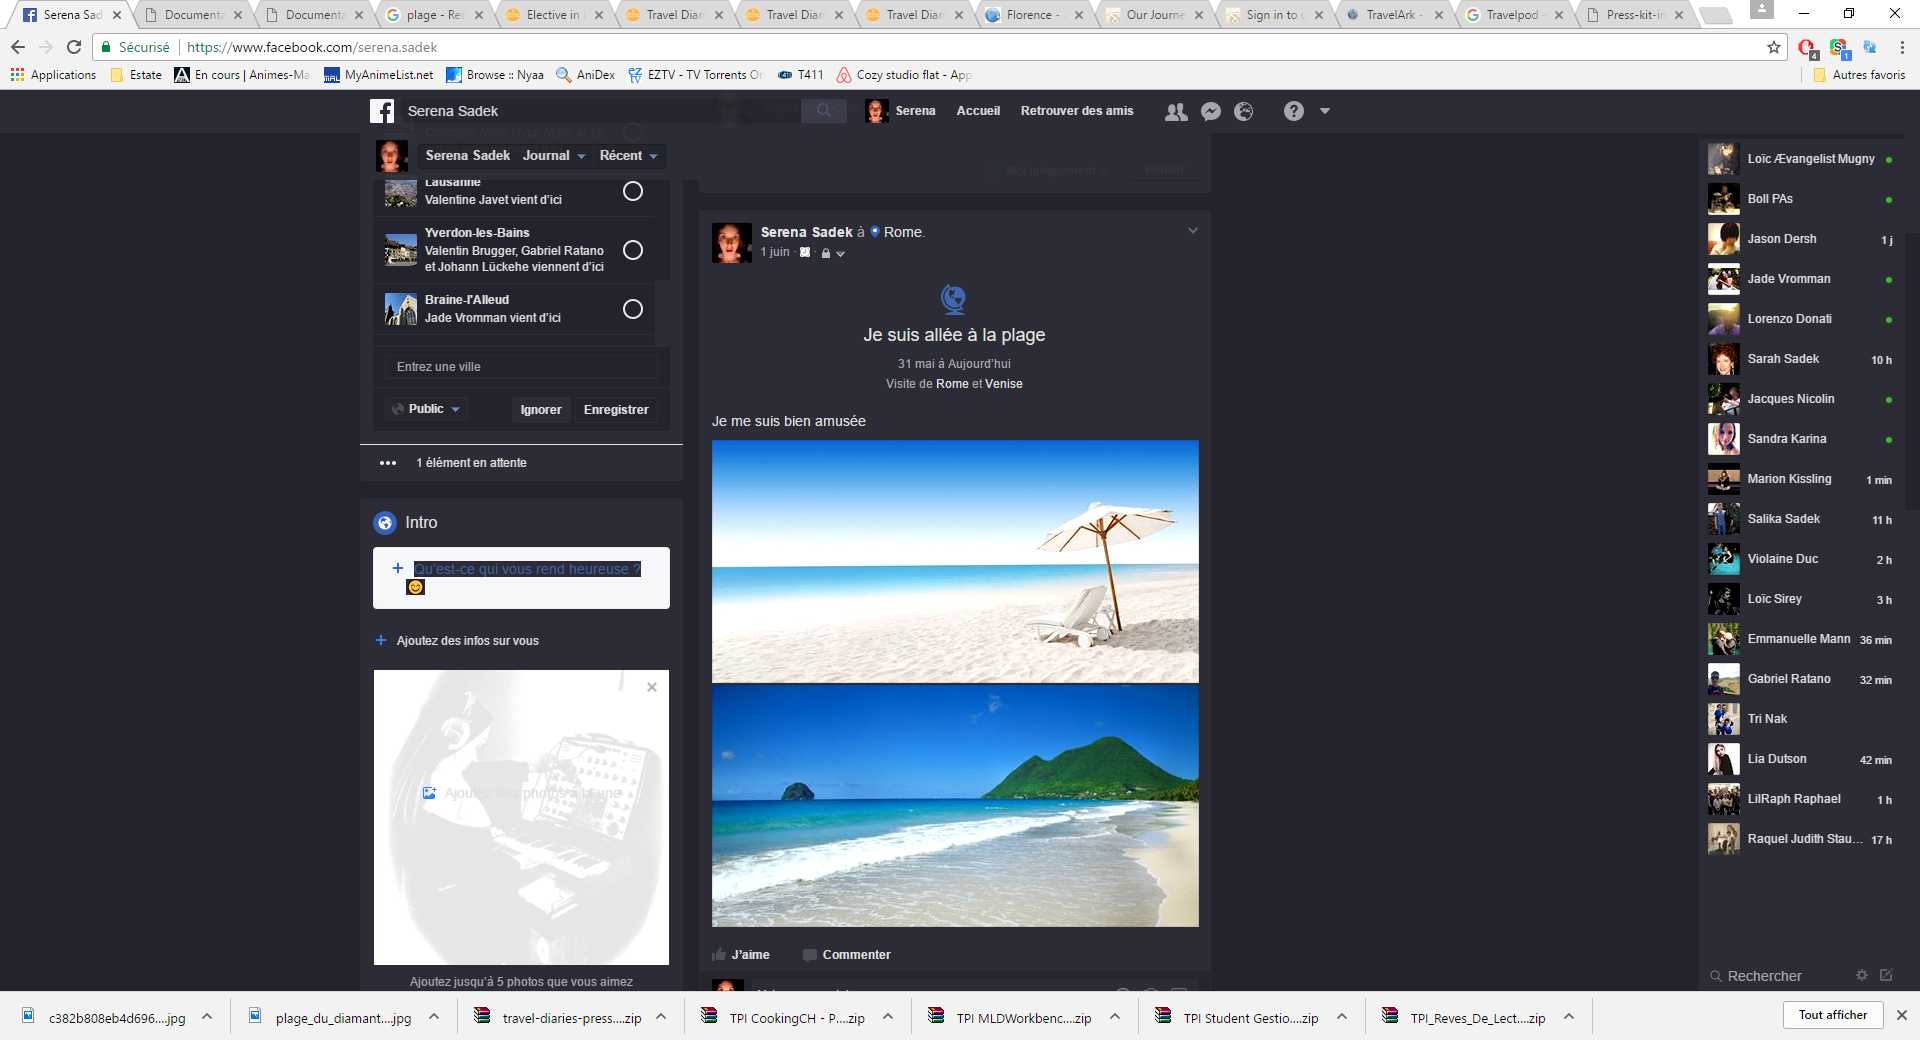 Serena Sad
Documenta
Documenta
plage - Rec
Elective in
Travel Dian
Travel Dian
Travel Dian
Florence -
Our Journe
Sign in to u
TravelArk -
Travelpod -
Press-kit-in
Sécurisé
https://www.facebook.com/serena.sadek
4
1
Applications
Estate
En cours | Animes-Ma
MyAnimeList.net
Browse :: Nyaa
AniDex
EZTV - TV Torrents On
T411
Cozy studio flat - App
Autres favoris
Serena Sadek
Serena
Accueil
Retrouver des amis
Serena Sadek
Journal
Récent
Moi uniquement
Publier
Lausanne
Valentine Javet vient d'ici
Yverdon-les-Bains
Valentin Brugger, Gabriel Ratano
et Johann Lückehe viennent d'ici
Braine-l'Alleud
Jade Vromman vient d'ici
Entrez une ville
Public
Ignorer
Enregistrer
1 élément en attente
Intro
Qu'est-ce qui vous rend heureuse ?
Ajoutez des infos sur vous
Ajoutez des photos à la une
Ajoutez jusqu'à 5 photos que vous aimez
Serena Sadek à Rome.
1 juin
Je suis allée à la plage
31 mai à Aujourd'hui
Visite de Rome et Venise
Je me suis bien amusée
J'aime
Commenter
Loïc Ævangelist Mugny
Boll PAs
Jason Dersh 1 j
Jade Vromman
Lorenzo Donati
Sarah Sadek 10 h
Jacques Nicolin
Sandra Karina
Marion Kissling 1 min
Salika Sadek 11 h
Violaine Duc 2 h
Loïc Sirey 3 h
Emmanuelle Mann 36 min
Gabriel Ratano 32 min
Tri Nak
Lia Dutson 42 min
LilRaph Raphael 1 h
Raquel Judith Stau... 17 h
Rechercher
c382b808eb4d696....jpg
plage_du_diamant....jpg
travel-diaries-press....zip
TPI CookingCH - P....zip
TPI MLDWorkbenc....zip
TPI Student Gestio....zip
TPI_Reves_De_Lect....zip
Tout afficher